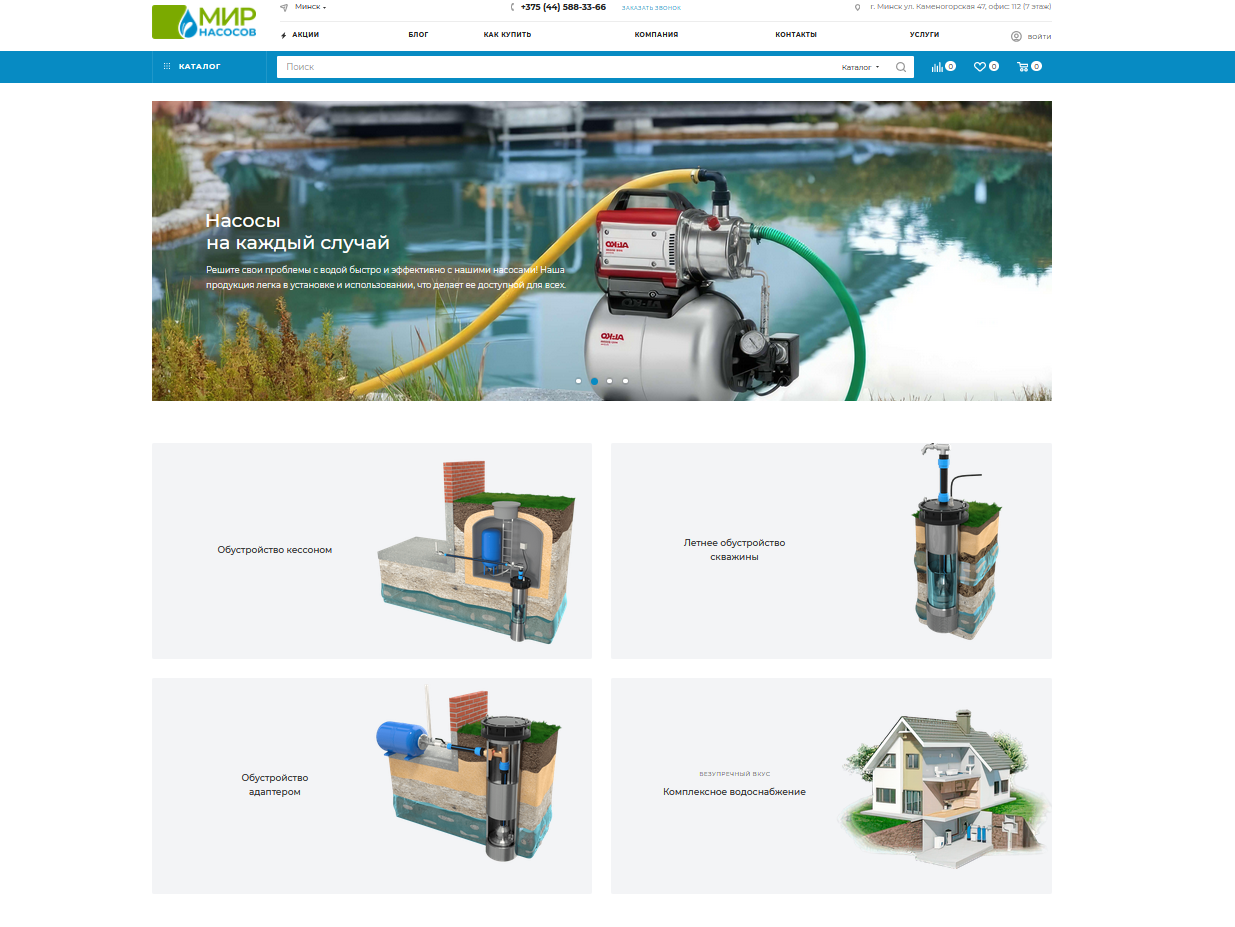 МИР
НАСОСОВ
Минск
+375 (44) 588-33-66
ЗАКАЗАТЬ ЗВОНОК
г. Минск ул. Каменогорская 47, офис: 112 (7 этаж)
АКЦИИ
БЛОГ
КАК КУПИТЬ
КОМПАНИЯ
КОНТАКТЫ
УСЛУГИ
ВОЙТИ
КАТАЛОГ
Поиск
Каталог
0
0
0
Насосы
на каждый случай
Решите свои проблемы с водой быстро и эффективно с нашими насосами! Наша
продукция легка в установке и использовании, что делает ее доступной для всех.
Обустройство кессоном
Летнее обустройство
скважины
Обустройство
адаптером
БЕЗУПРЕЧНЫЙ ВКУС
Комплексное водоснабжение